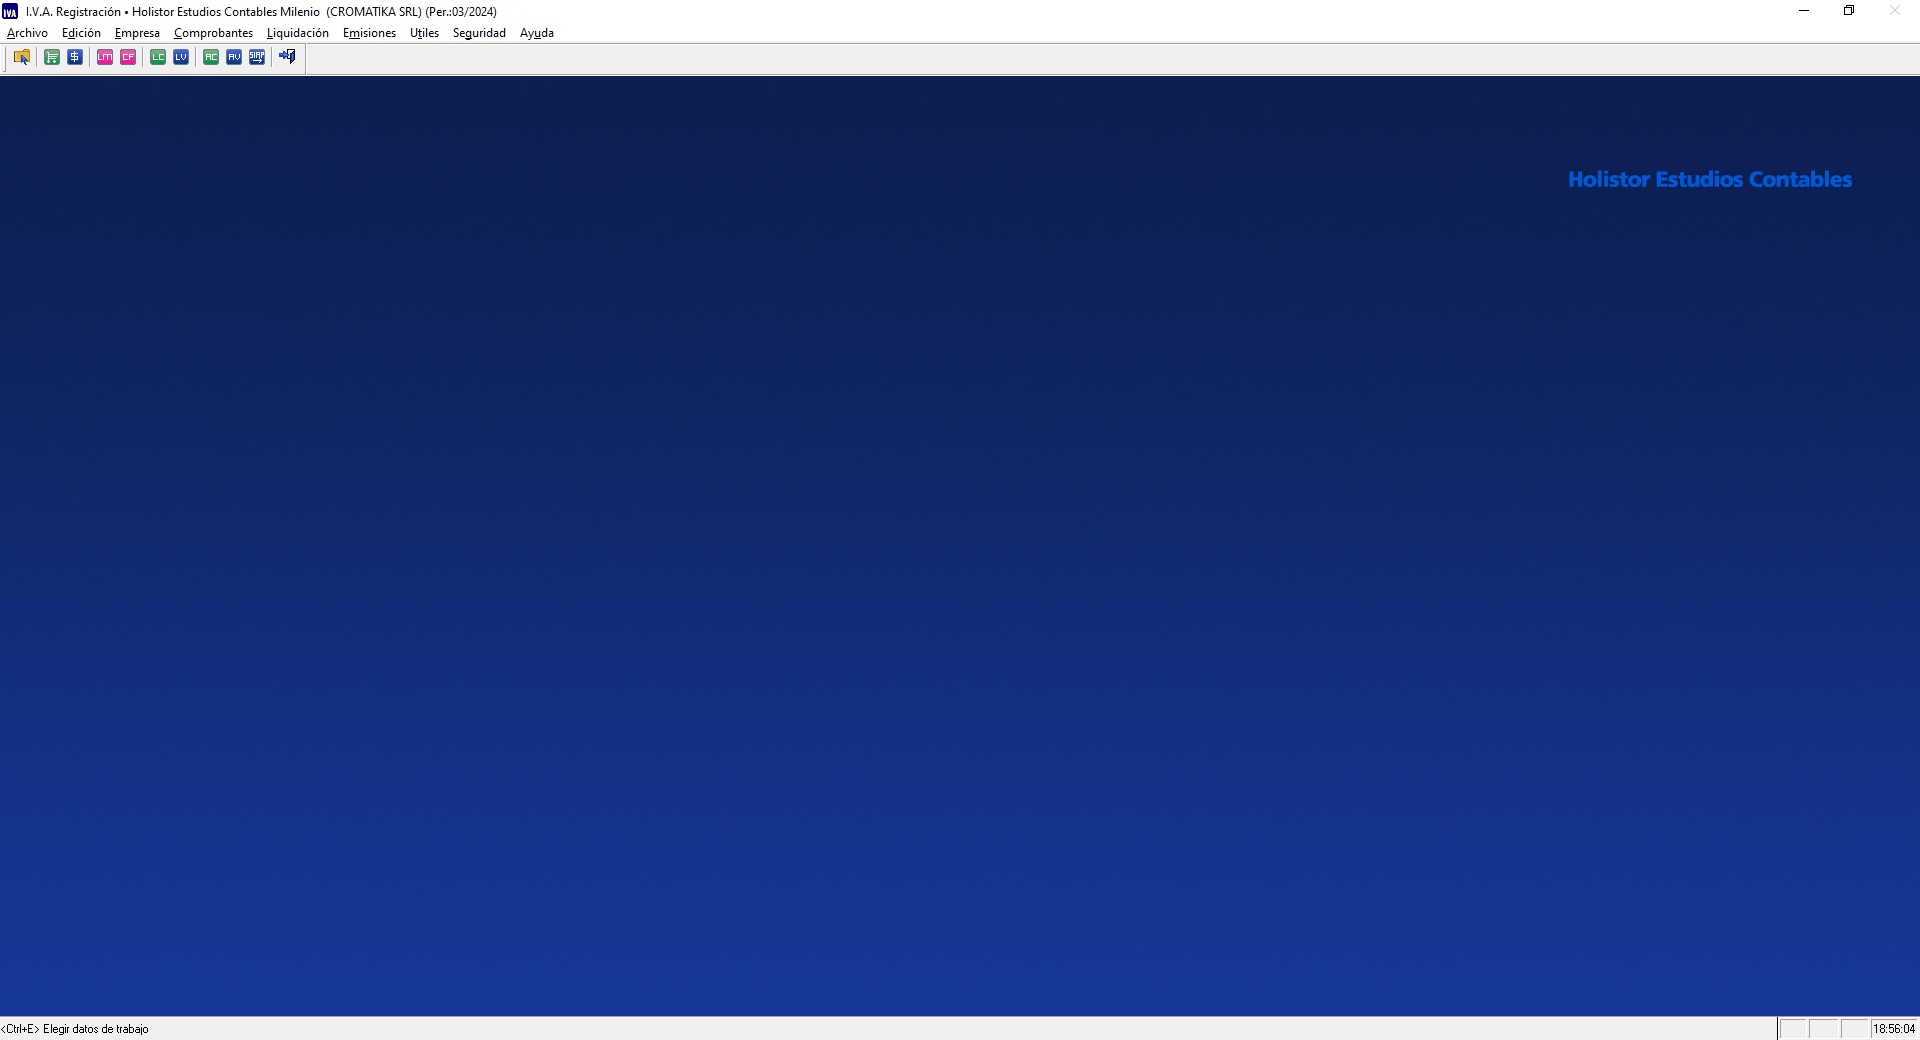 IVA I.V.A. Registración • Holistor Estudios Contables Milenio (CROMATIKA SRL) (Per.:03/2024)
Archivo Edición Empresa Comprobantes Liquidación Emisiones Utiles Seguridad Ayuda
$ LM CF LC LV AC AV SIAP
Holistor Estudios Contables
<Ctrl+E> Elegir datos de trabajo 18:56:04